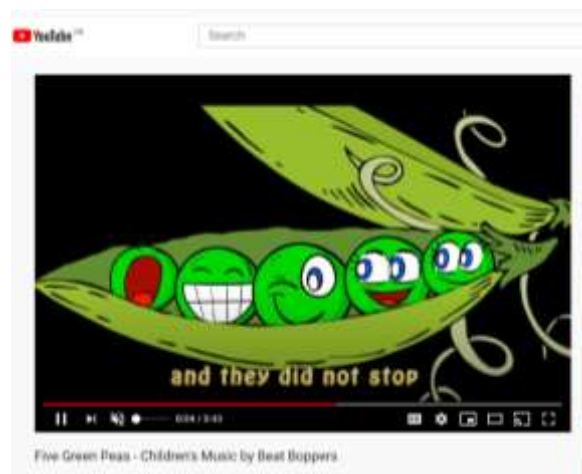 YouTube
Search
and they did not stop
Five Green Peas - Children's Music by Beat Boppers